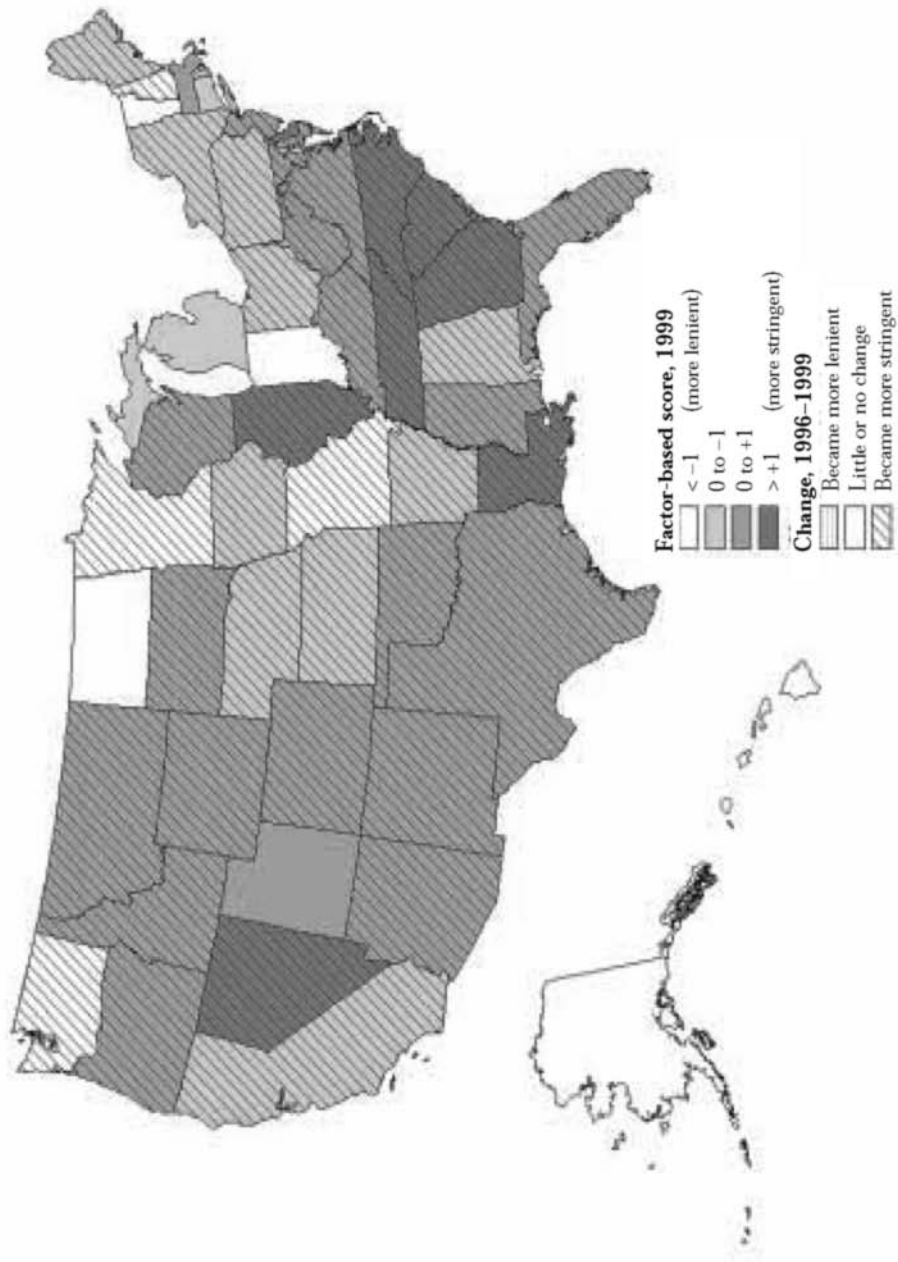 Factor-based score, 1999
< −1 (more lenient)
0 to −1
0 to +1
> +1 (more stringent)
Change, 1996–1999
Became more lenient
Little or no change
Became more stringent